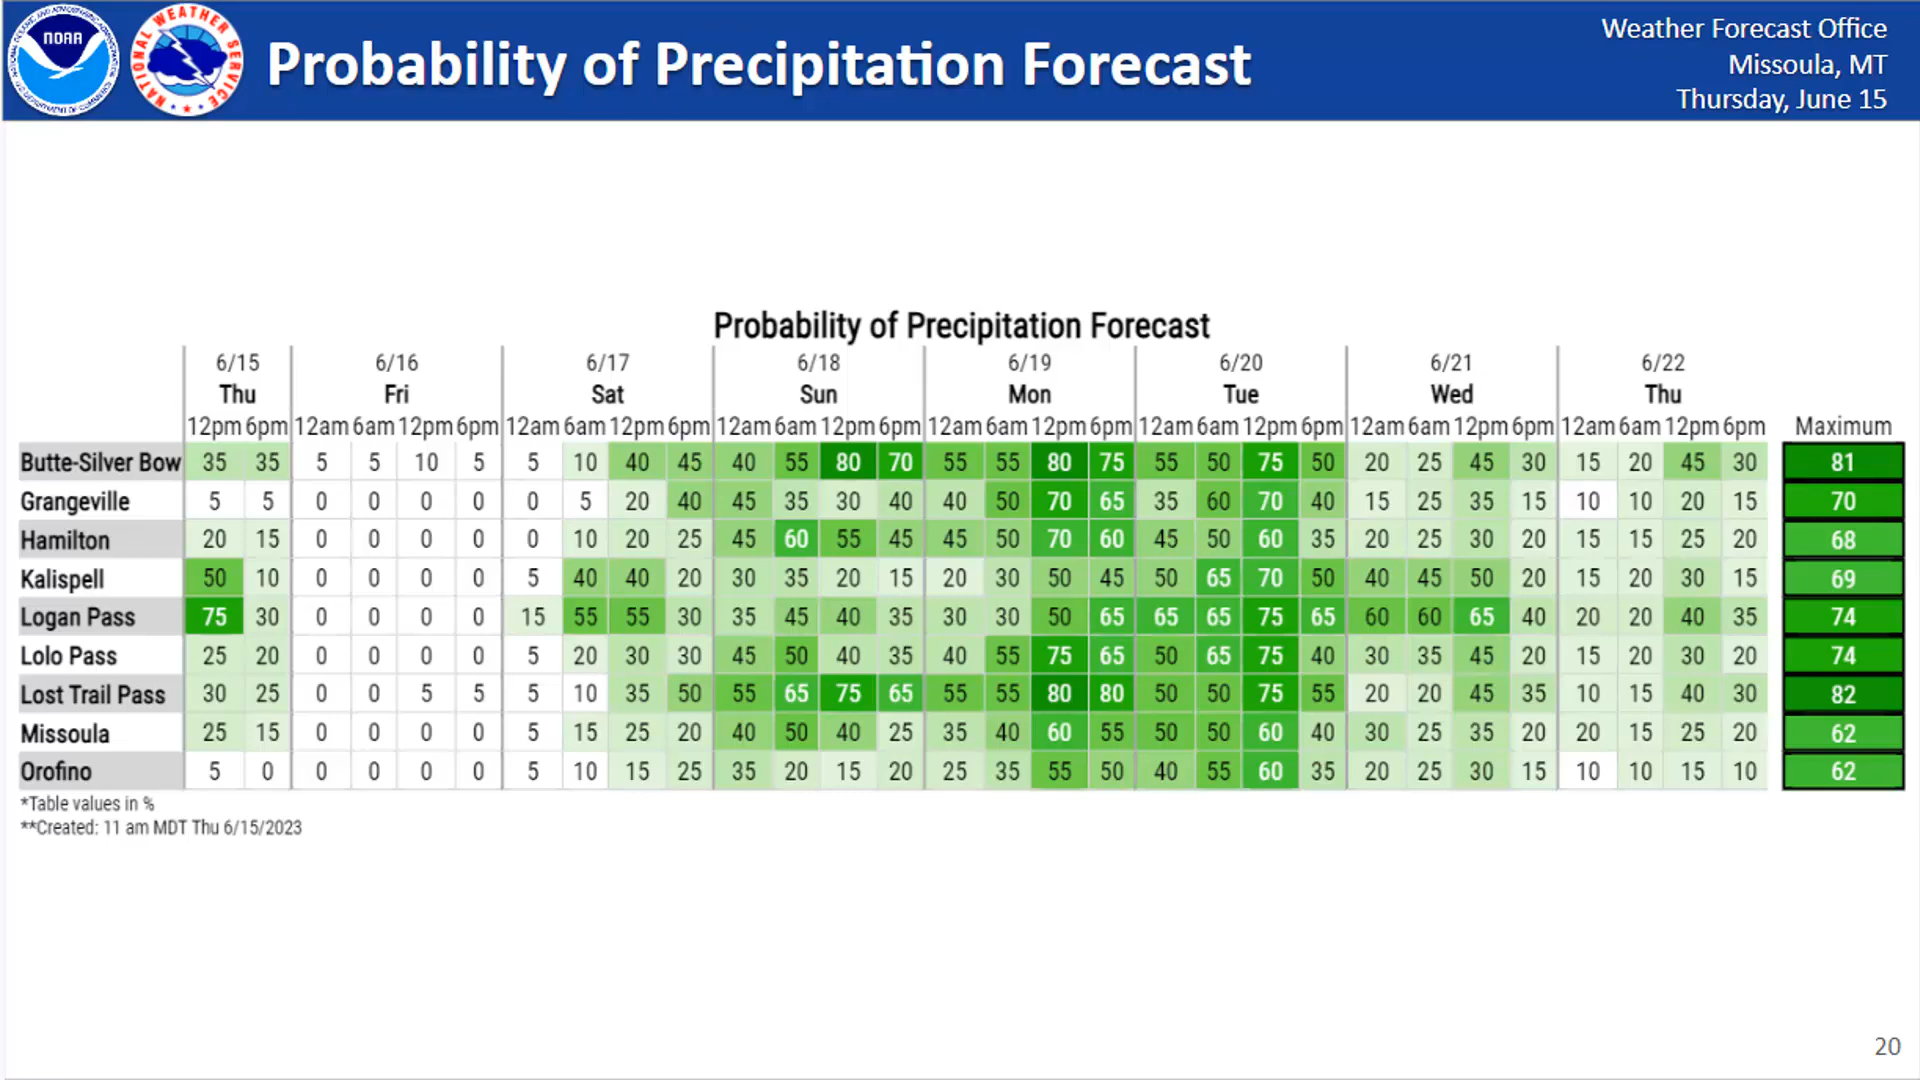 NOAA
NATIONAL WEATHER SERVICE
Probability of Precipitation Forecast
Weather Forecast Office
Missoula, MT
Thursday, June 15
Probability of Precipitation Forecast
6/15 6/16 6/17 6/18 6/19 6/20 6/21 6/22
Thu Fri Sat Sun Mon Tue Wed Thu
12pm 6pm 12am 6am 12pm 6pm 12am 6am 12pm 6pm 12am 6am 12pm 6pm 12am 6am 12pm 6pm 12am 6am 12pm 6pm 12am 6am 12pm 6pm 12am 6am 12pm 6pm Maximum
Butte-Silver Bow 35 35 5 5 10 5 5 10 40 45 40 55 80 70 55 55 80 75 55 50 75 50 20 25 45 30 15 20 45 30 81
Grangeville 5 5 0 0 0 0 0 5 20 40 45 35 30 40 40 50 70 65 35 60 70 40 15 25 35 15 10 10 20 15 70
Hamilton 20 15 0 0 0 0 0 10 20 25 45 60 55 45 45 50 70 60 45 50 60 35 20 25 30 20 15 15 25 20 68
Kalispell 50 10 0 0 0 0 5 40 40 20 30 35 20 15 20 30 50 45 50 65 70 50 40 45 50 20 15 20 30 15 69
Logan Pass 75 30 0 0 0 0 15 55 55 30 35 45 40 35 30 30 50 65 65 65 75 65 60 60 65 40 20 20 40 35 74
Lolo Pass 25 20 0 0 0 0 5 20 30 30 45 50 40 35 40 55 75 65 50 65 75 40 30 35 45 20 15 20 30 20 74
Lost Trail Pass 30 25 0 0 5 5 5 10 35 50 55 65 75 65 55 55 80 80 50 50 75 55 20 20 45 35 10 15 40 30 82
Missoula 25 15 0 0 0 0 5 15 25 20 40 50 40 25 35 40 60 55 50 50 60 40 30 25 35 20 20 15 25 20 62
Orofino 5 0 0 0 0 0 5 10 15 25 35 20 15 20 25 35 55 50 40 55 60 35 20 25 30 15 10 10 15 10 62
*Table values in %
**Created: 11 am MDT Thu 6/15/2023
20